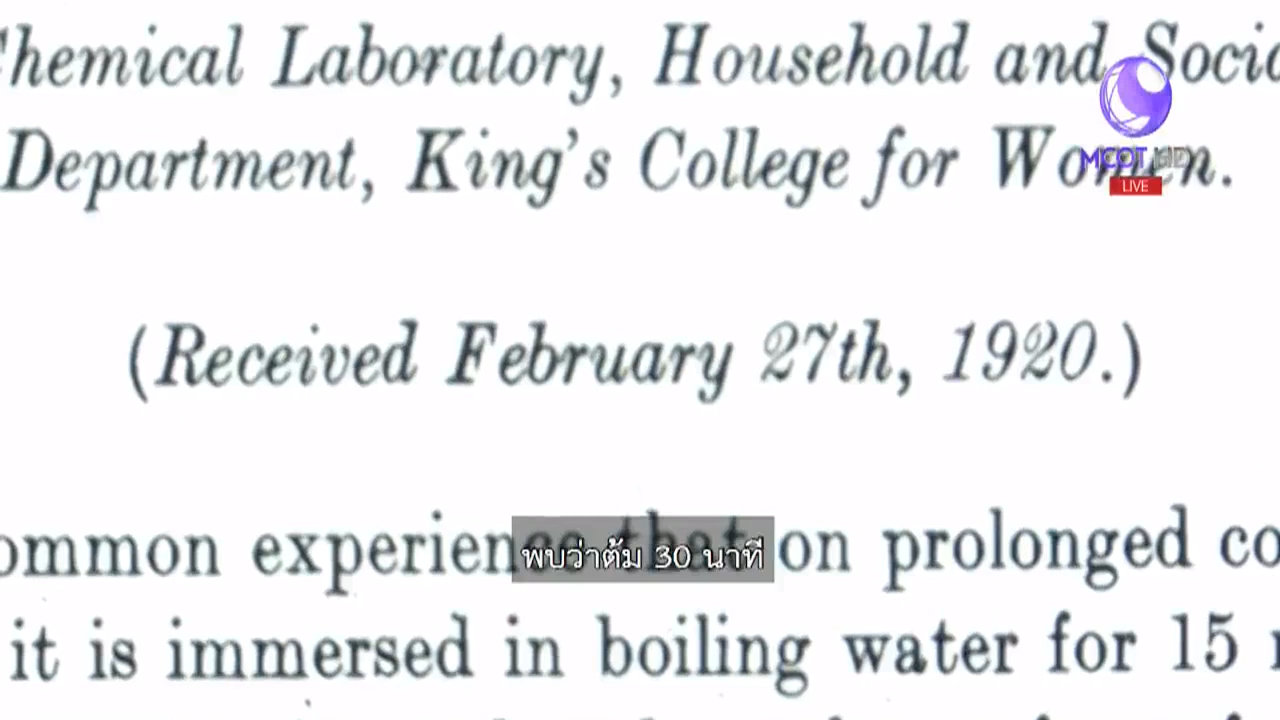 Chemical Laboratory, Household and Socia
Department, King's College for Women.
MCOT HD
LIVE
(Received February 27th, 1920.)
ommon experience that on prolonged co
พบว่าต้ม 30 นาที
it is immersed in boiling water for 15